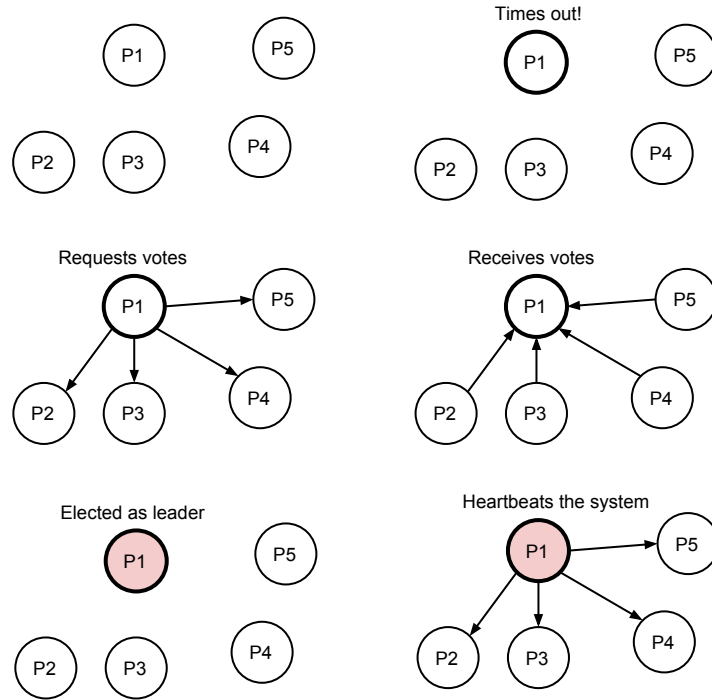 P1
P5
P2
P3
P4
Times out!
P1
P5
P2
P3
P4
Requests votes
P1
P5
P2
P3
P4
Receives votes
P1
P5
P2
P3
P4
Elected as leader
P1
P5
P2
P3
P4
Heartbeats the system
P1
P5
P2
P3
P4